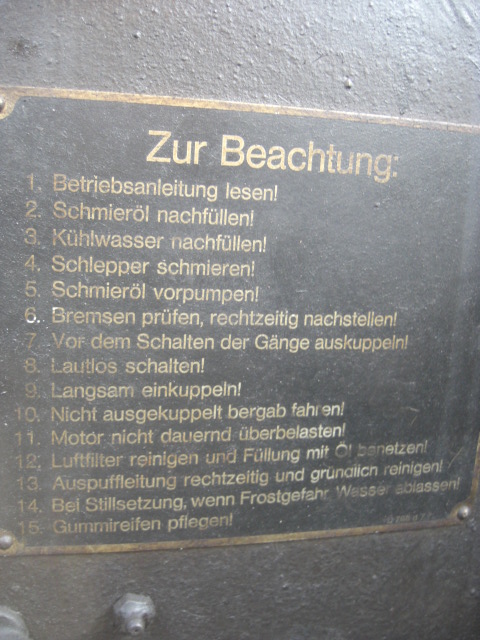 Zur Beachtung:
1. Betriebsanleitung lesen!
2. Schmieröl nachfüllen!
3. Kühlwasser nachfüllen!
4. Schlepper schmieren!
5. Schmieröl vorpumpen!
6. Bremsen prüfen, rechtzeitig nachstellen!
7. Vor dem Schalten der Gänge auskuppeln!
8. Lautlos schalten!
9. Langsam einkuppeln!
10. Nicht ausgekuppelt bergab fahren!
11. Motor nicht dauernd überbelasten!
12. Luftfilter reinigen und Füllung mit Öl benetzen!
13. Auspuffleitung rechtzeitig und gründlich reinigen!
14. Bei Stillsetzung, wenn Frostgefahr Wasser ablassen!
15. Gummireifen pflegen!